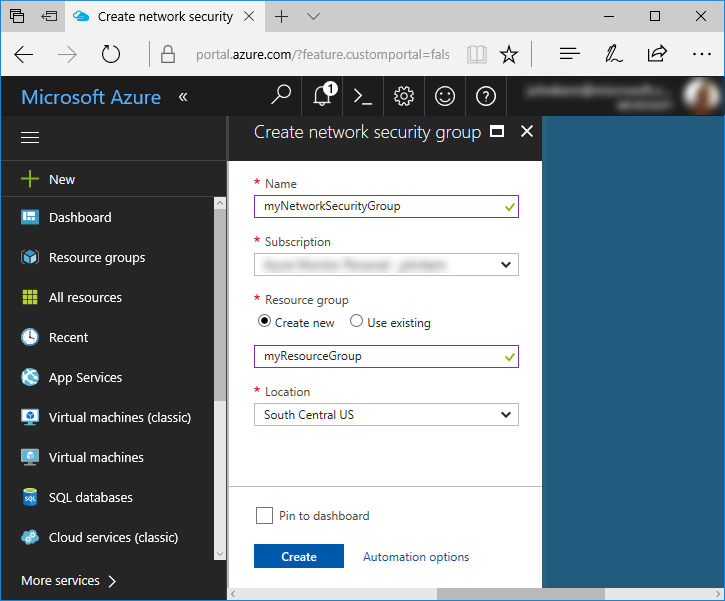 Create network security
portal.azure.com/?feature.customportal=fals
Microsoft Azure «
1
Create network security group
New
Dashboard
Resource groups
All resources
Recent
App Services
Virtual machines (classic)
Virtual machines
SQL
SQL databases
Cloud services (classic)
More services
* Name
myNetworkSecurityGroup
* Subscription
* Resource group
Create new
Use existing
myResourceGroup
* Location
South Central US
Pin to dashboard
Create
Automation options